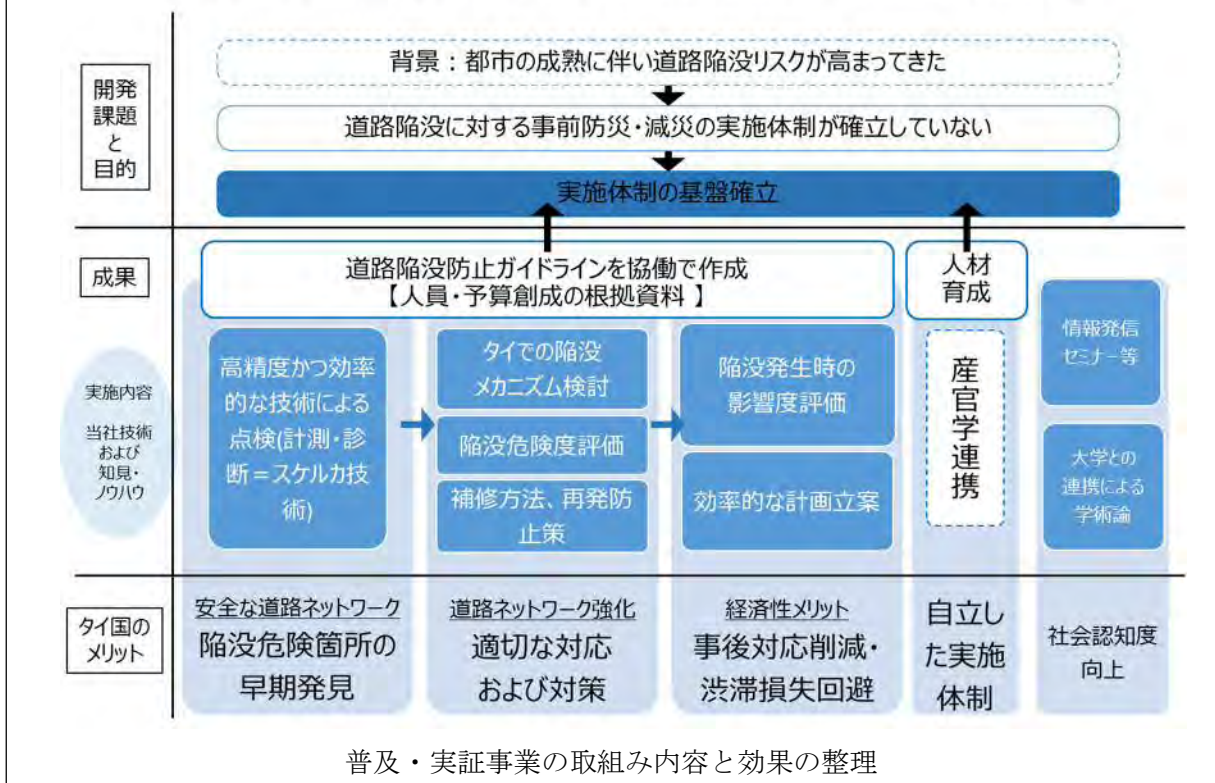 開発
課題
と
目的
背景：都市の成熟に伴い道路陥没リスクが高まってきた
道路陥没に対する事前防災・減災の実施体制が確立していない
実施体制の基盤確立
成果
道路陥没防止ガイドラインを協働で作成
【人員・予算創成の根拠資料 】
人材
育成
実施内容
当社技術
および
知見・
ノウハウ
高精度かつ効率
的な技術による
点検(計測・診
断＝スケルカ技
術)
タイでの陥没
メカニズム検討
陥没危険度評価
補修方法、再発防
止策
陥没発生時の
影響度評価
効率的な計画立案
産官学連携
情報発信
セミナー等
大学との
連携による
学術論
タイ国の
メリット
安全な道路ネットワーク
陥没危険箇所の
早期発見
道路ネットワーク強化
適切な対応
および対策
経済性メリット
事後対応削減・
渋滞損失回避
自立し
た実施
体制
社会認知度
向上
普及・実証事業の取組み内容と効果の整理